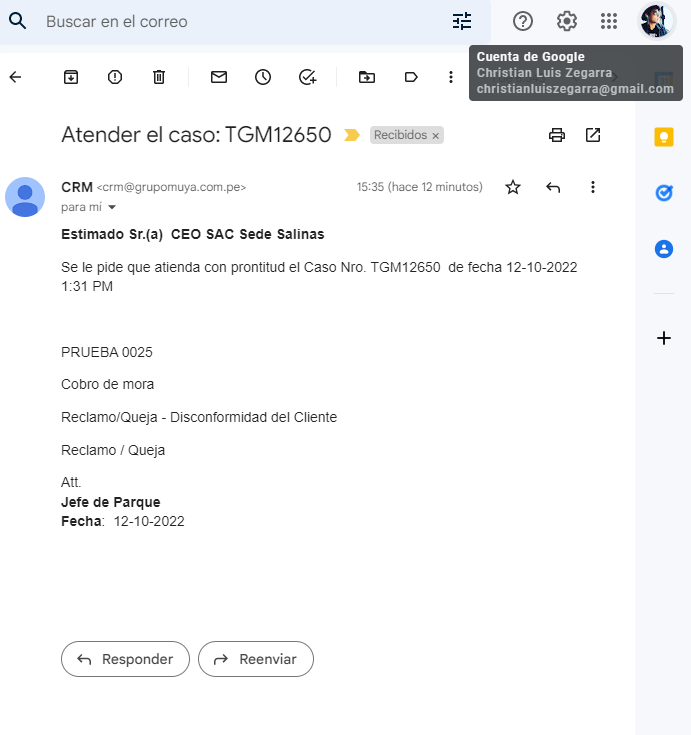 Buscar en el correo
Cuenta de Google
Christian Luis Zegarra
christianluiszegarra@gmail.com
Atender el caso: TGM12650
Recibidos ×
CRM <crm@grupomuya.com.pe>
15:35 (hace 12 minutos)
para mí
Estimado Sr.(a) CEO SAC Sede Salinas
Se le pide que atienda con prontitud el Caso Nro. TGM12650 de fecha 12-10-2022
1:31 PM
PRUEBA 0025
Cobro de mora
Reclamo/Queja - Disconformidad del Cliente
Reclamo / Queja
Att.
Jefe de Parque
Fecha: 12-10-2022
Responder
Reenviar